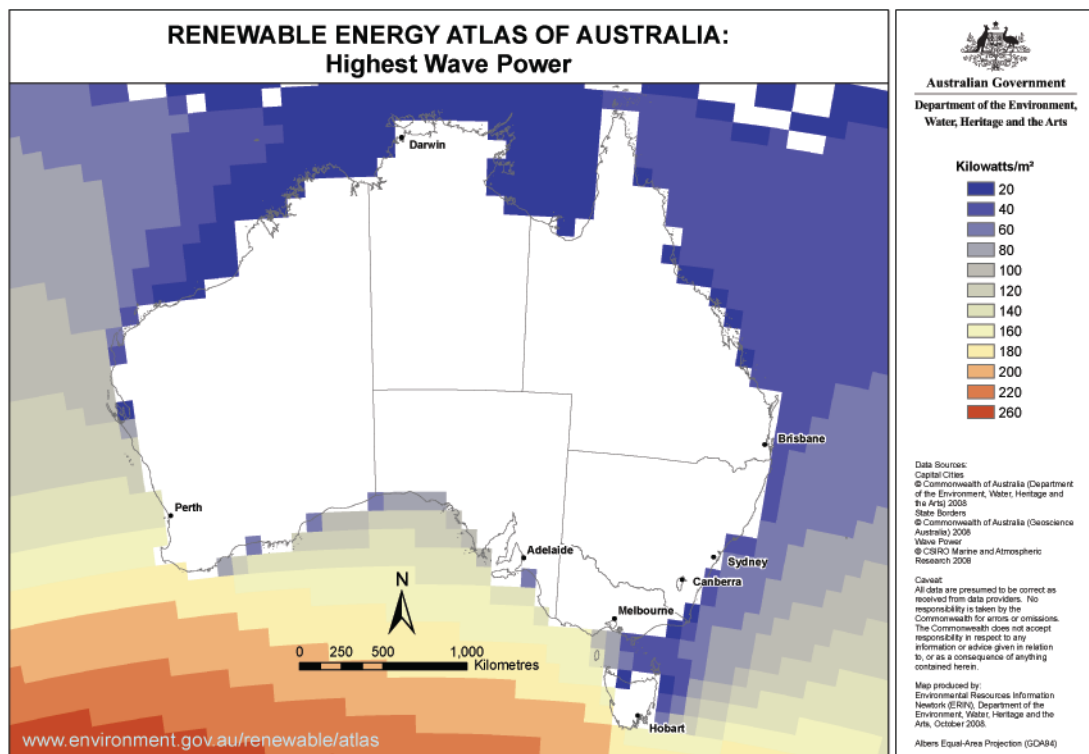 RENEWABLE ENERGY ATLAS OF AUSTRALIA:
Highest Wave Power
Darwin
Brisbane
Perth
Adelaide
Sydney
Canberra
Melbourne
Hobart
N
0 250 500 1,000
Kilometres
www.environment.gov.au/renewable/atlas
Australian Government
Department of the Environment,
Water, Heritage and the Arts
Kilowatts/m²
20
40
60
80
100
120
140
160
180
200
220
260
Data Sources:
Capital Cities
© Commonwealth of Australia (Department
of the Environment, Water, Heritage and
the Arts) 2008
State Borders
© Commonwealth of Australia (Geoscience
Australia) 2008
Wave Power
© CSIRO Marine and Atmospheric
Research 2008
Caveat:
All data are presumed to be correct as
received from data providers. No
responsibility is taken by the
Commonwealth for errors or omissions.
The Commonwealth does not accept
responsibility in respect to any
information or advice given in relation
to, or as a consequence of anything
contained herein.
Map produced by:
Environmental Resources Information
Newtork (ERIN), Department of the
Environment, Water, Heritage and the
Arts, October 2008.
Albers Equal-Area Projection (GDA94)